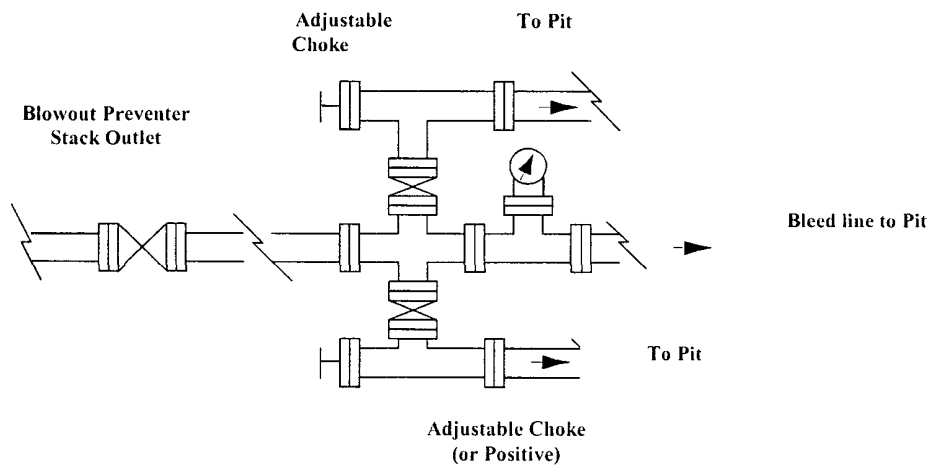 Adjustable
Choke
To Pit
Blowout Preventer
Stack Outlet
Bleed line to Pit
To Pit
Adjustable Choke
(or Positive)